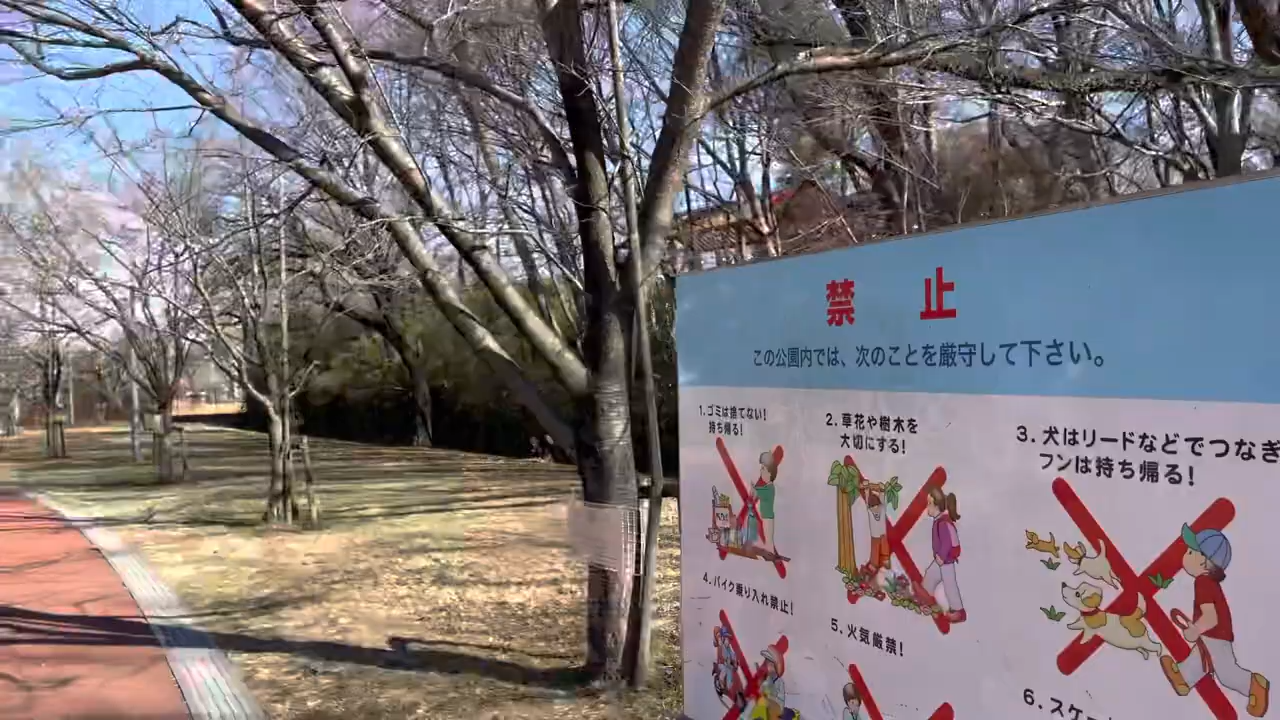 禁止
この公園内では、次のことを厳守して下さい。
1.ゴミは捨てない!
持ち帰る!
2.草花や樹木を
大切にする!
3.犬はリードなどでつなぎ
フンは持ち帰る!
4.バイク乗り入れ禁止!
5.火気厳禁!
6.スケー